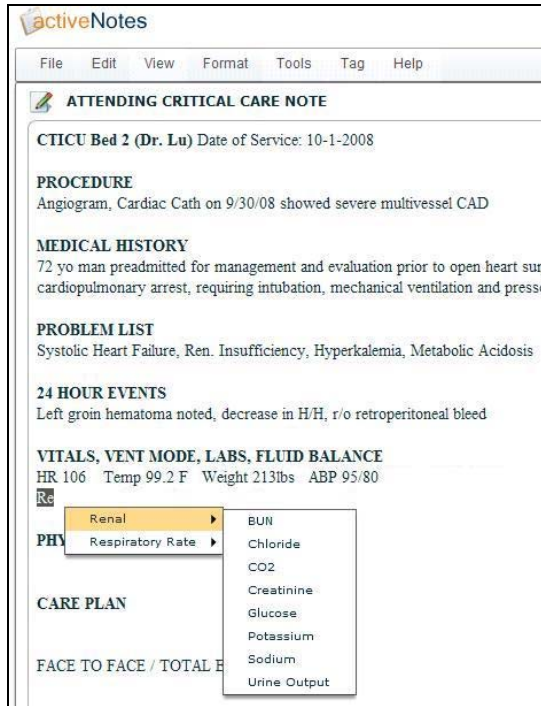 activeNotes
File Edit View Format Tools Tag Help
ATTENDING CRITICAL CARE NOTE
CTICU Bed 2 (Dr. Lu) Date of Service: 10-1-2008
PROCEDURE
Angiogram, Cardiac Cath on 9/30/08 showed severe multivessel CAD
MEDICAL HISTORY
72 yo man preadmitted for management and evaluation prior to open heart sur
cardiopulmonary arrest, requiring intubation, mechanical ventilation and press
PROBLEM LIST
Systolic Heart Failure, Ren. Insufficiency, Hyperkalemia, Metabolic Acidosis
24 HOUR EVENTS
Left groin hematoma noted, decrease in H/H, r/o retroperitoneal bleed
VITALS, VENT MODE, LABS, FLUID BALANCE
HR 106 Temp 99.2 F Weight 213lbs ABP 95/80
Re
Renal
Respiratory Rate
BUN
Chloride
CO2
Creatinine
Glucose
Potassium
Sodium
Urine Output
PHY
CARE PLAN
FACE TO FACE / TOTAL E